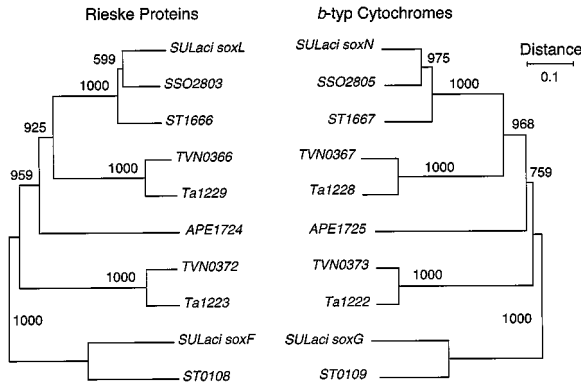 Rieske Proteins
b-typ Cytochromes
SULaci soxL
599
SSO2803
1000
ST1666
925
TVN0366
1000
Ta1229
959
APE1724
TVN0372
1000
Ta1223
1000
SULaci soxF
ST0108
SULaci soxN
975
SSO2805
1000
ST1667
968
TVN0367
1000
Ta1228
759
APE1725
TVN0373
1000
Ta1222
1000
SULaci soxG
ST0109
Distance
0.1